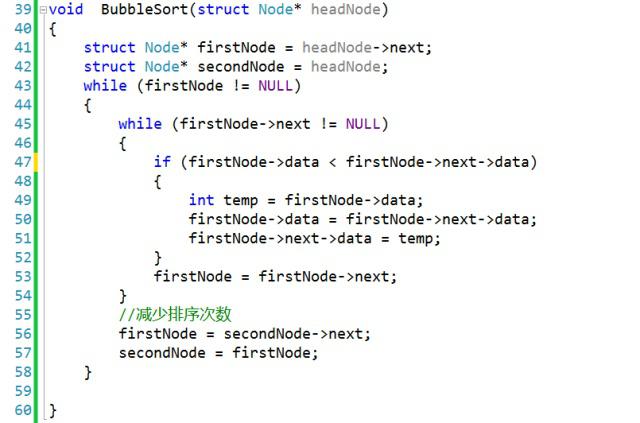 39 void  BubbleSort(struct Node* headNode)
40 {
41     struct Node* firstNode = headNode->next;
42     struct Node* secondNode = headNode;
43     while (firstNode != NULL)
44     {
45         while (firstNode->next != NULL)
46         {
47             if (firstNode->data < firstNode->next->data)
48             {
49                 int temp = firstNode->data;
50                 firstNode->data = firstNode->next->data;
51                 firstNode->next->data = temp;
52             }
53             firstNode = firstNode->next;
54         }
55         //减少排序次数
56         firstNode = secondNode->next;
57         secondNode = firstNode;
58     }
59
60 }